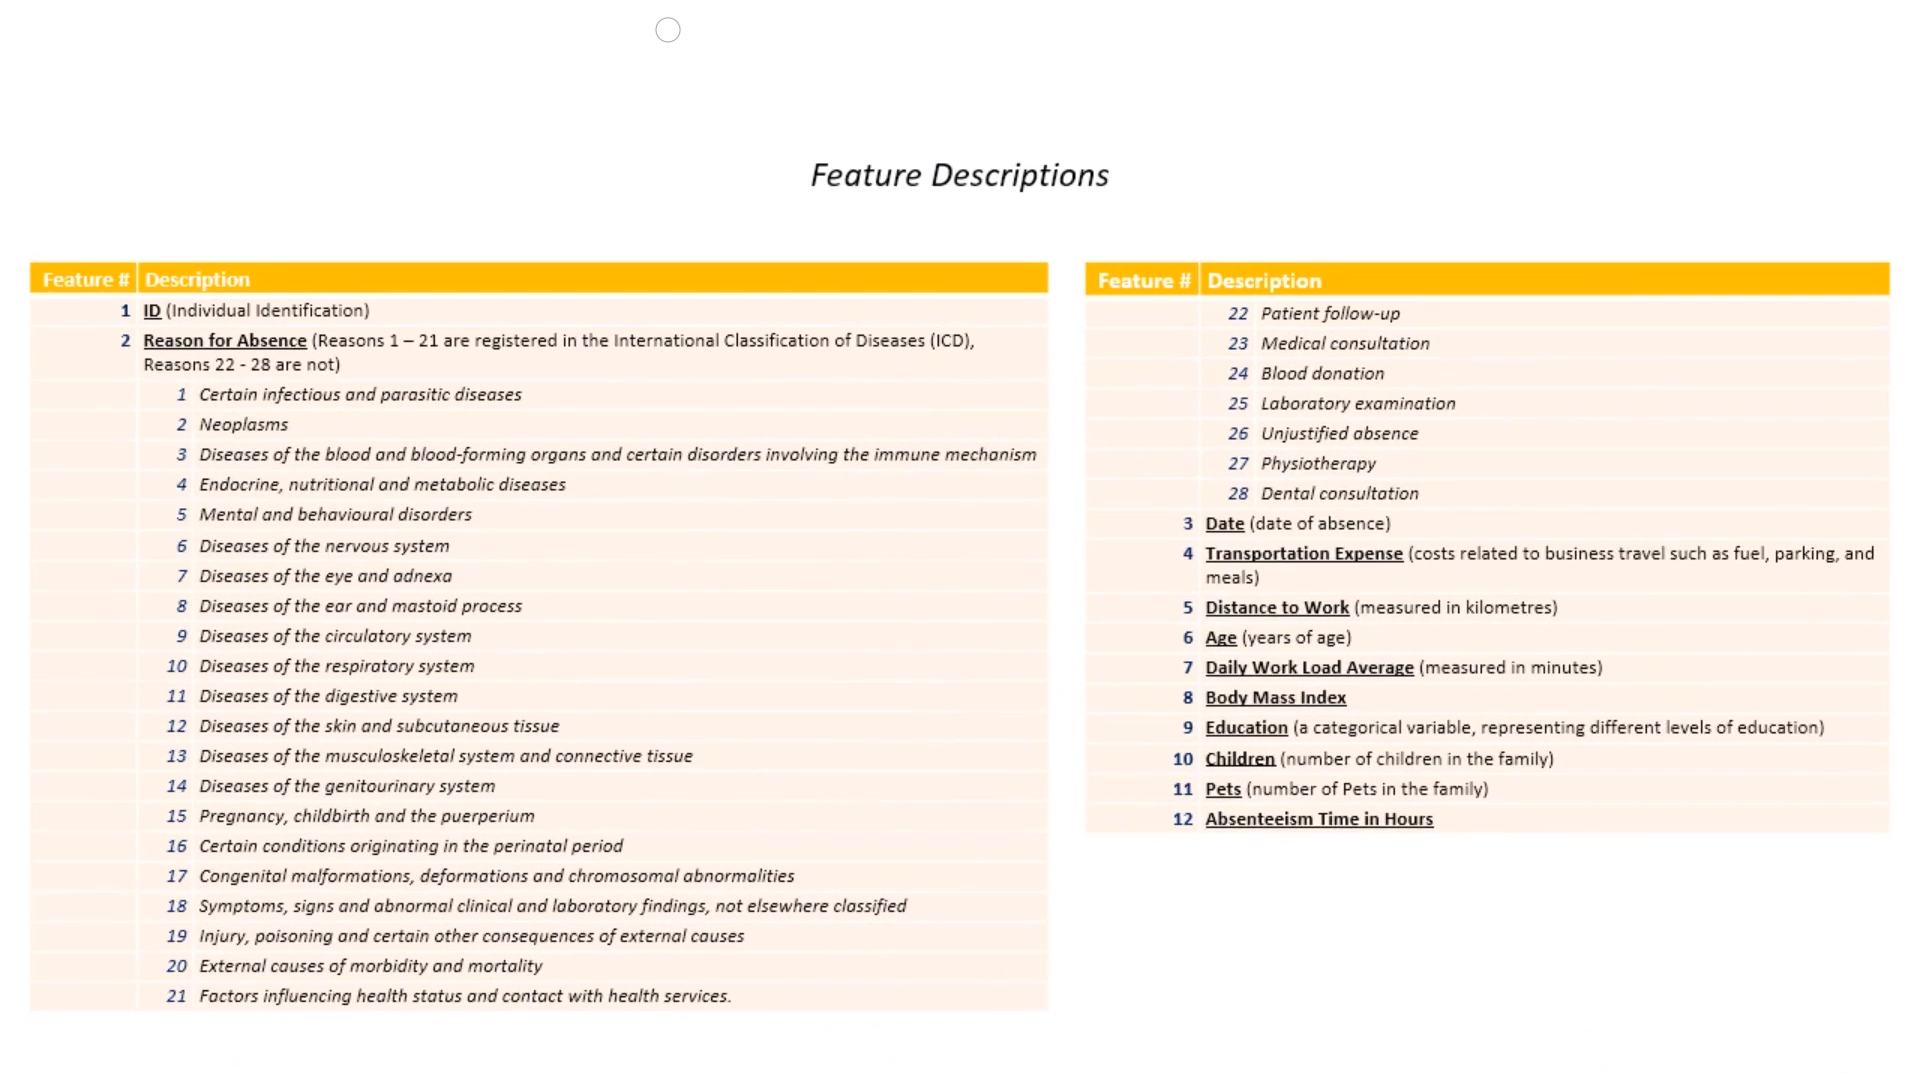 Feature Descriptions
Feature # Description
1 ID (Individual Identification)
2 Reason for Absence (Reasons 1 – 21 are registered in the International Classification of Diseases (ICD),
Reasons 22 - 28 are not)
1 Certain infectious and parasitic diseases
2 Neoplasms
3 Diseases of the blood and blood-forming organs and certain disorders involving the immune mechanism
4 Endocrine, nutritional and metabolic diseases
5 Mental and behavioural disorders
6 Diseases of the nervous system
7 Diseases of the eye and adnexa
8 Diseases of the ear and mastoid process
9 Diseases of the circulatory system
10 Diseases of the respiratory system
11 Diseases of the digestive system
12 Diseases of the skin and subcutaneous tissue
13 Diseases of the musculoskeletal system and connective tissue
14 Diseases of the genitourinary system
15 Pregnancy, childbirth and the puerperium
16 Certain conditions originating in the perinatal period
17 Congenital malformations, deformations and chromosomal abnormalities
18 Symptoms, signs and abnormal clinical and laboratory findings, not elsewhere classified
19 Injury, poisoning and certain other consequences of external causes
20 External causes of morbidity and mortality
21 Factors influencing health status and contact with health services.
Feature # Description
22 Patient follow-up
23 Medical consultation
24 Blood donation
25 Laboratory examination
26 Unjustified absence
27 Physiotherapy
28 Dental consultation
3 Date (date of absence)
4 Transportation Expense (costs related to business travel such as fuel, parking, and
meals)
5 Distance to Work (measured in kilometres)
6 Age (years of age)
7 Daily Work Load Average (measured in minutes)
8 Body Mass Index
9 Education (a categorical variable, representing different levels of education)
10 Children (number of children in the family)
11 Pets (number of Pets in the family)
12 Absenteeism Time in Hours